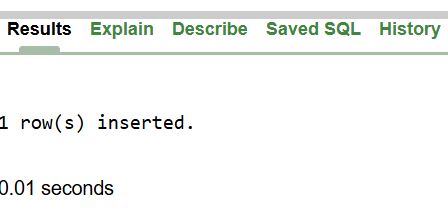 Results Explain Describe Saved SQL History
1 row(s) inserted.
0.01 seconds